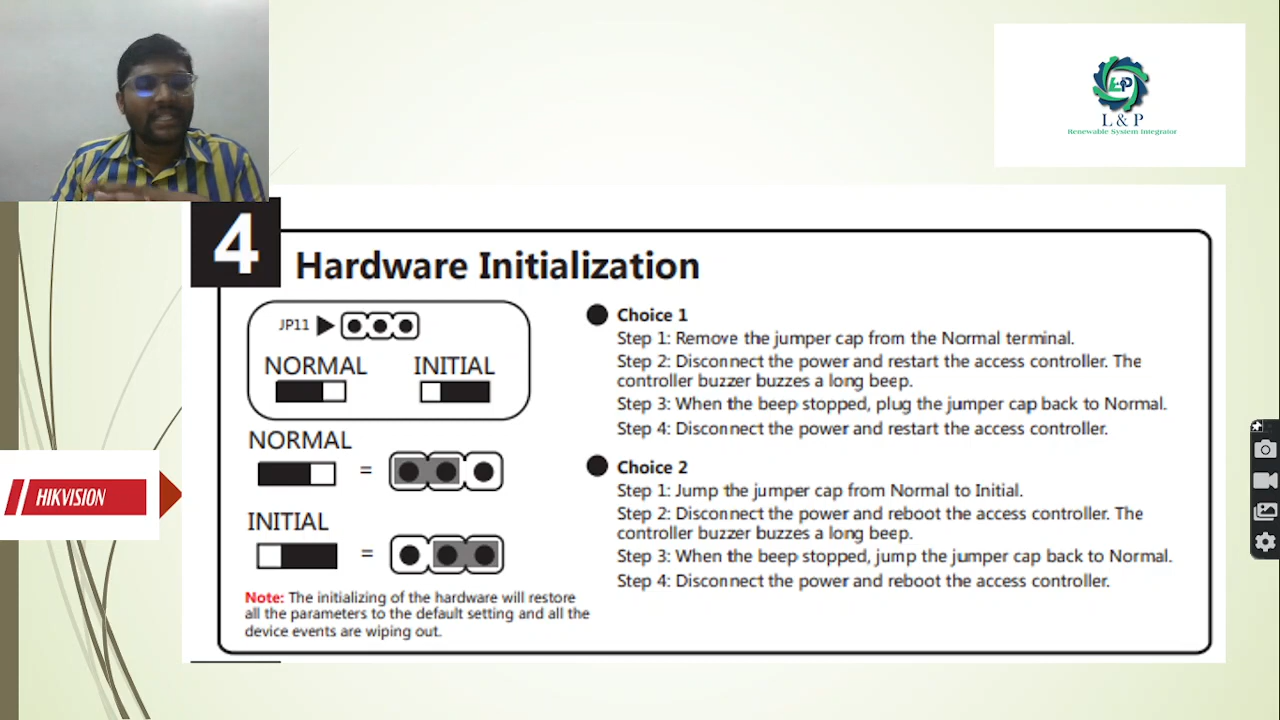 L&P
L & P
Renewable System Integrator
4
Hardware Initialization
JP11
NORMAL INITIAL
NORMAL
=
INITIAL
=
Note: The initializing of the hardware will restore
all the parameters to the default setting and all the
device events are wiping out.
Choice 1
Step 1: Remove the jumper cap from the Normal terminal.
Step 2: Disconnect the power and restart the access controller. The
controller buzzer buzzes a long beep.
Step 3: When the beep stopped, plug the jumper cap back to Normal.
Step 4: Disconnect the power and restart the access controller.
Choice 2
Step 1: Jump the jumper cap from Normal to Initial.
Step 2: Disconnect the power and reboot the access controller. The
controller buzzer buzzes a long beep.
Step 3: When the beep stopped, jump the jumper cap back to Normal.
Step 4: Disconnect the power and reboot the access controller.
HIKVISION